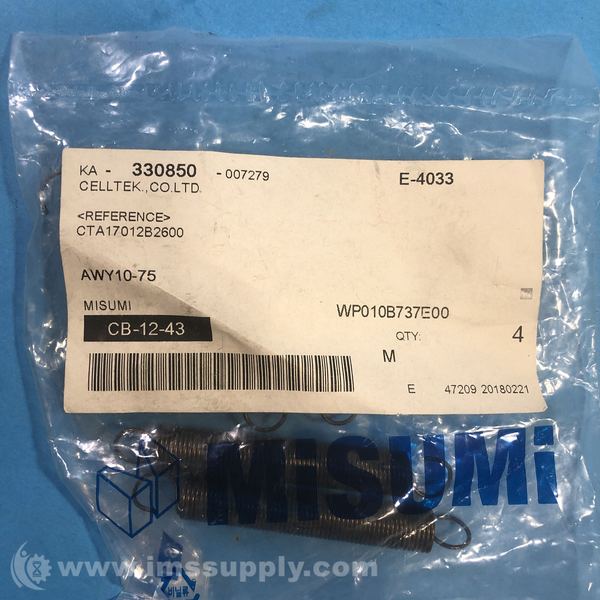 KA - 330850 - 007279 E-4033
CELLTEK.,CO.LTD.
<REFERENCE>
CTA17012B2600
AWY10-75
MISUMI WP010B737E00
CB-12-43 QTY: 4
M
E 47209 20180221
MISUMi
www.imssupply.com